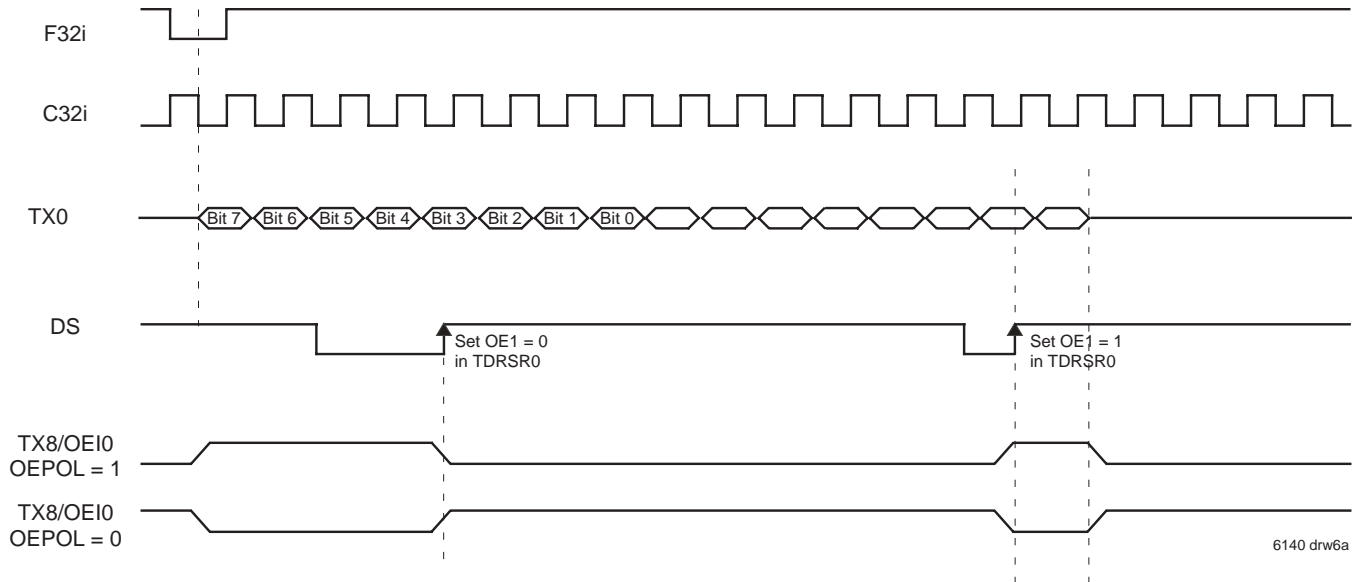 F32i
C32i
TX0
Bit 7
Bit 6
Bit 5
Bit 4
Bit 3
Bit 2
Bit 1
Bit 0
DS
Set OE1 = 0
in TDRSR0
Set OE1 = 1
in TDRSR0
TX8/OEI0
OEPOL = 1
TX8/OEI0
OEPOL = 0
6140 drw6a